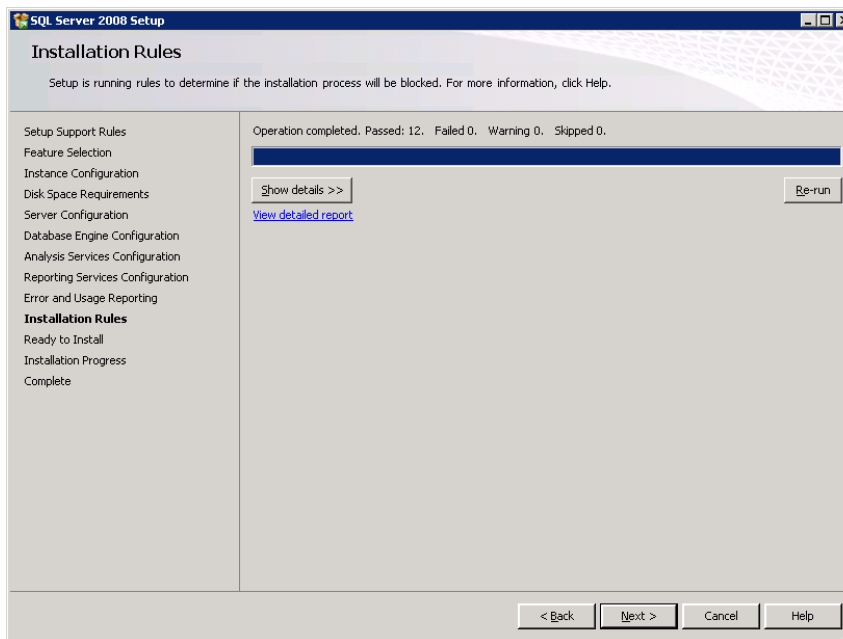 SQL Server 2008 Setup
Installation Rules
Setup is running rules to determine if the installation process will be blocked. For more information, click Help.
Setup Support Rules
Feature Selection
Instance Configuration
Disk Space Requirements
Server Configuration
Database Engine Configuration
Analysis Services Configuration
Reporting Services Configuration
Error and Usage Reporting
Installation Rules
Ready to Install
Installation Progress
Complete
Operation completed. Passed: 12. Failed 0. Warning 0. Skipped 0.
Show details >> Re-run
View detailed report
< Back Next > Cancel Help